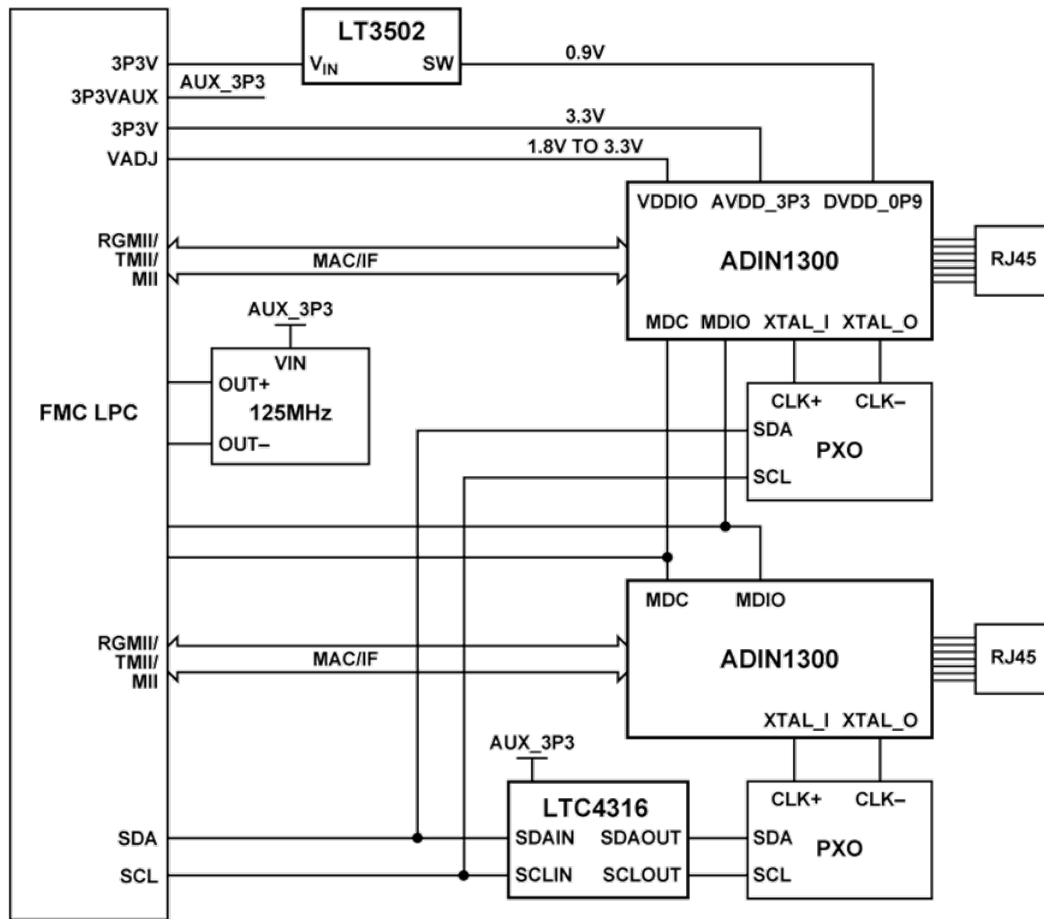 LT3502
3P3V
V_IN
SW
0.9V
3P3VAUX
AUX_3P3
3P3V
3.3V
VADJ
1.8V TO 3.3V
VDDIO
AVDD_3P3
DVDD_0P9
RGMII/
TMII/
MII
MAC/IF
ADIN1300
RJ45
MDC
MDIO
XTAL_I
XTAL_O
AUX_3P3
VIN
OUT+
125MHz
OUT–
FMC LPC
CLK+
CLK–
SDA
PXO
SCL
MDC
MDIO
RGMII/
TMII/
MII
MAC/IF
ADIN1300
RJ45
XTAL_I
XTAL_O
AUX_3P3
LTC4316
CLK+
CLK–
SDA
SDAIN
SDAOUT
SDA
PXO
SCL
SCLIN
SCLOUT
SCL